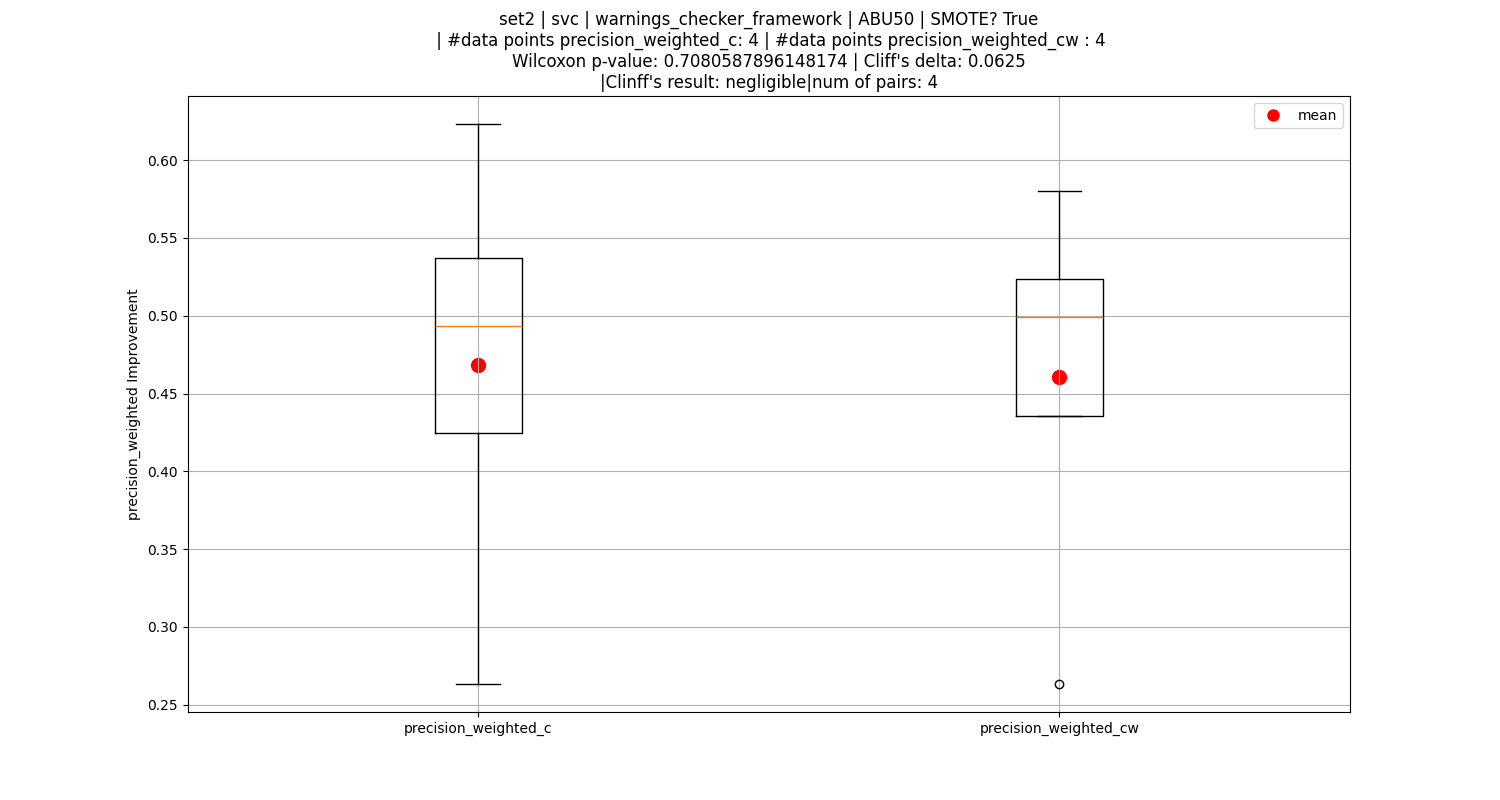 set2 | svc | warnings_checker_framework | ABU50 | SMOTE? True
| #data points precision_weighted_c: 4 | #data points precision_weighted_cw : 4
Wilcoxon p-value: 0.7080587896148174 | Cliff's delta: 0.0625
|Clinff's result: negligible|num of pairs: 4
mean
precision_weighted Improvement
0.60
0.55
0.50
0.45
0.40
0.35
0.30
0.25
precision_weighted_c
precision_weighted_cw